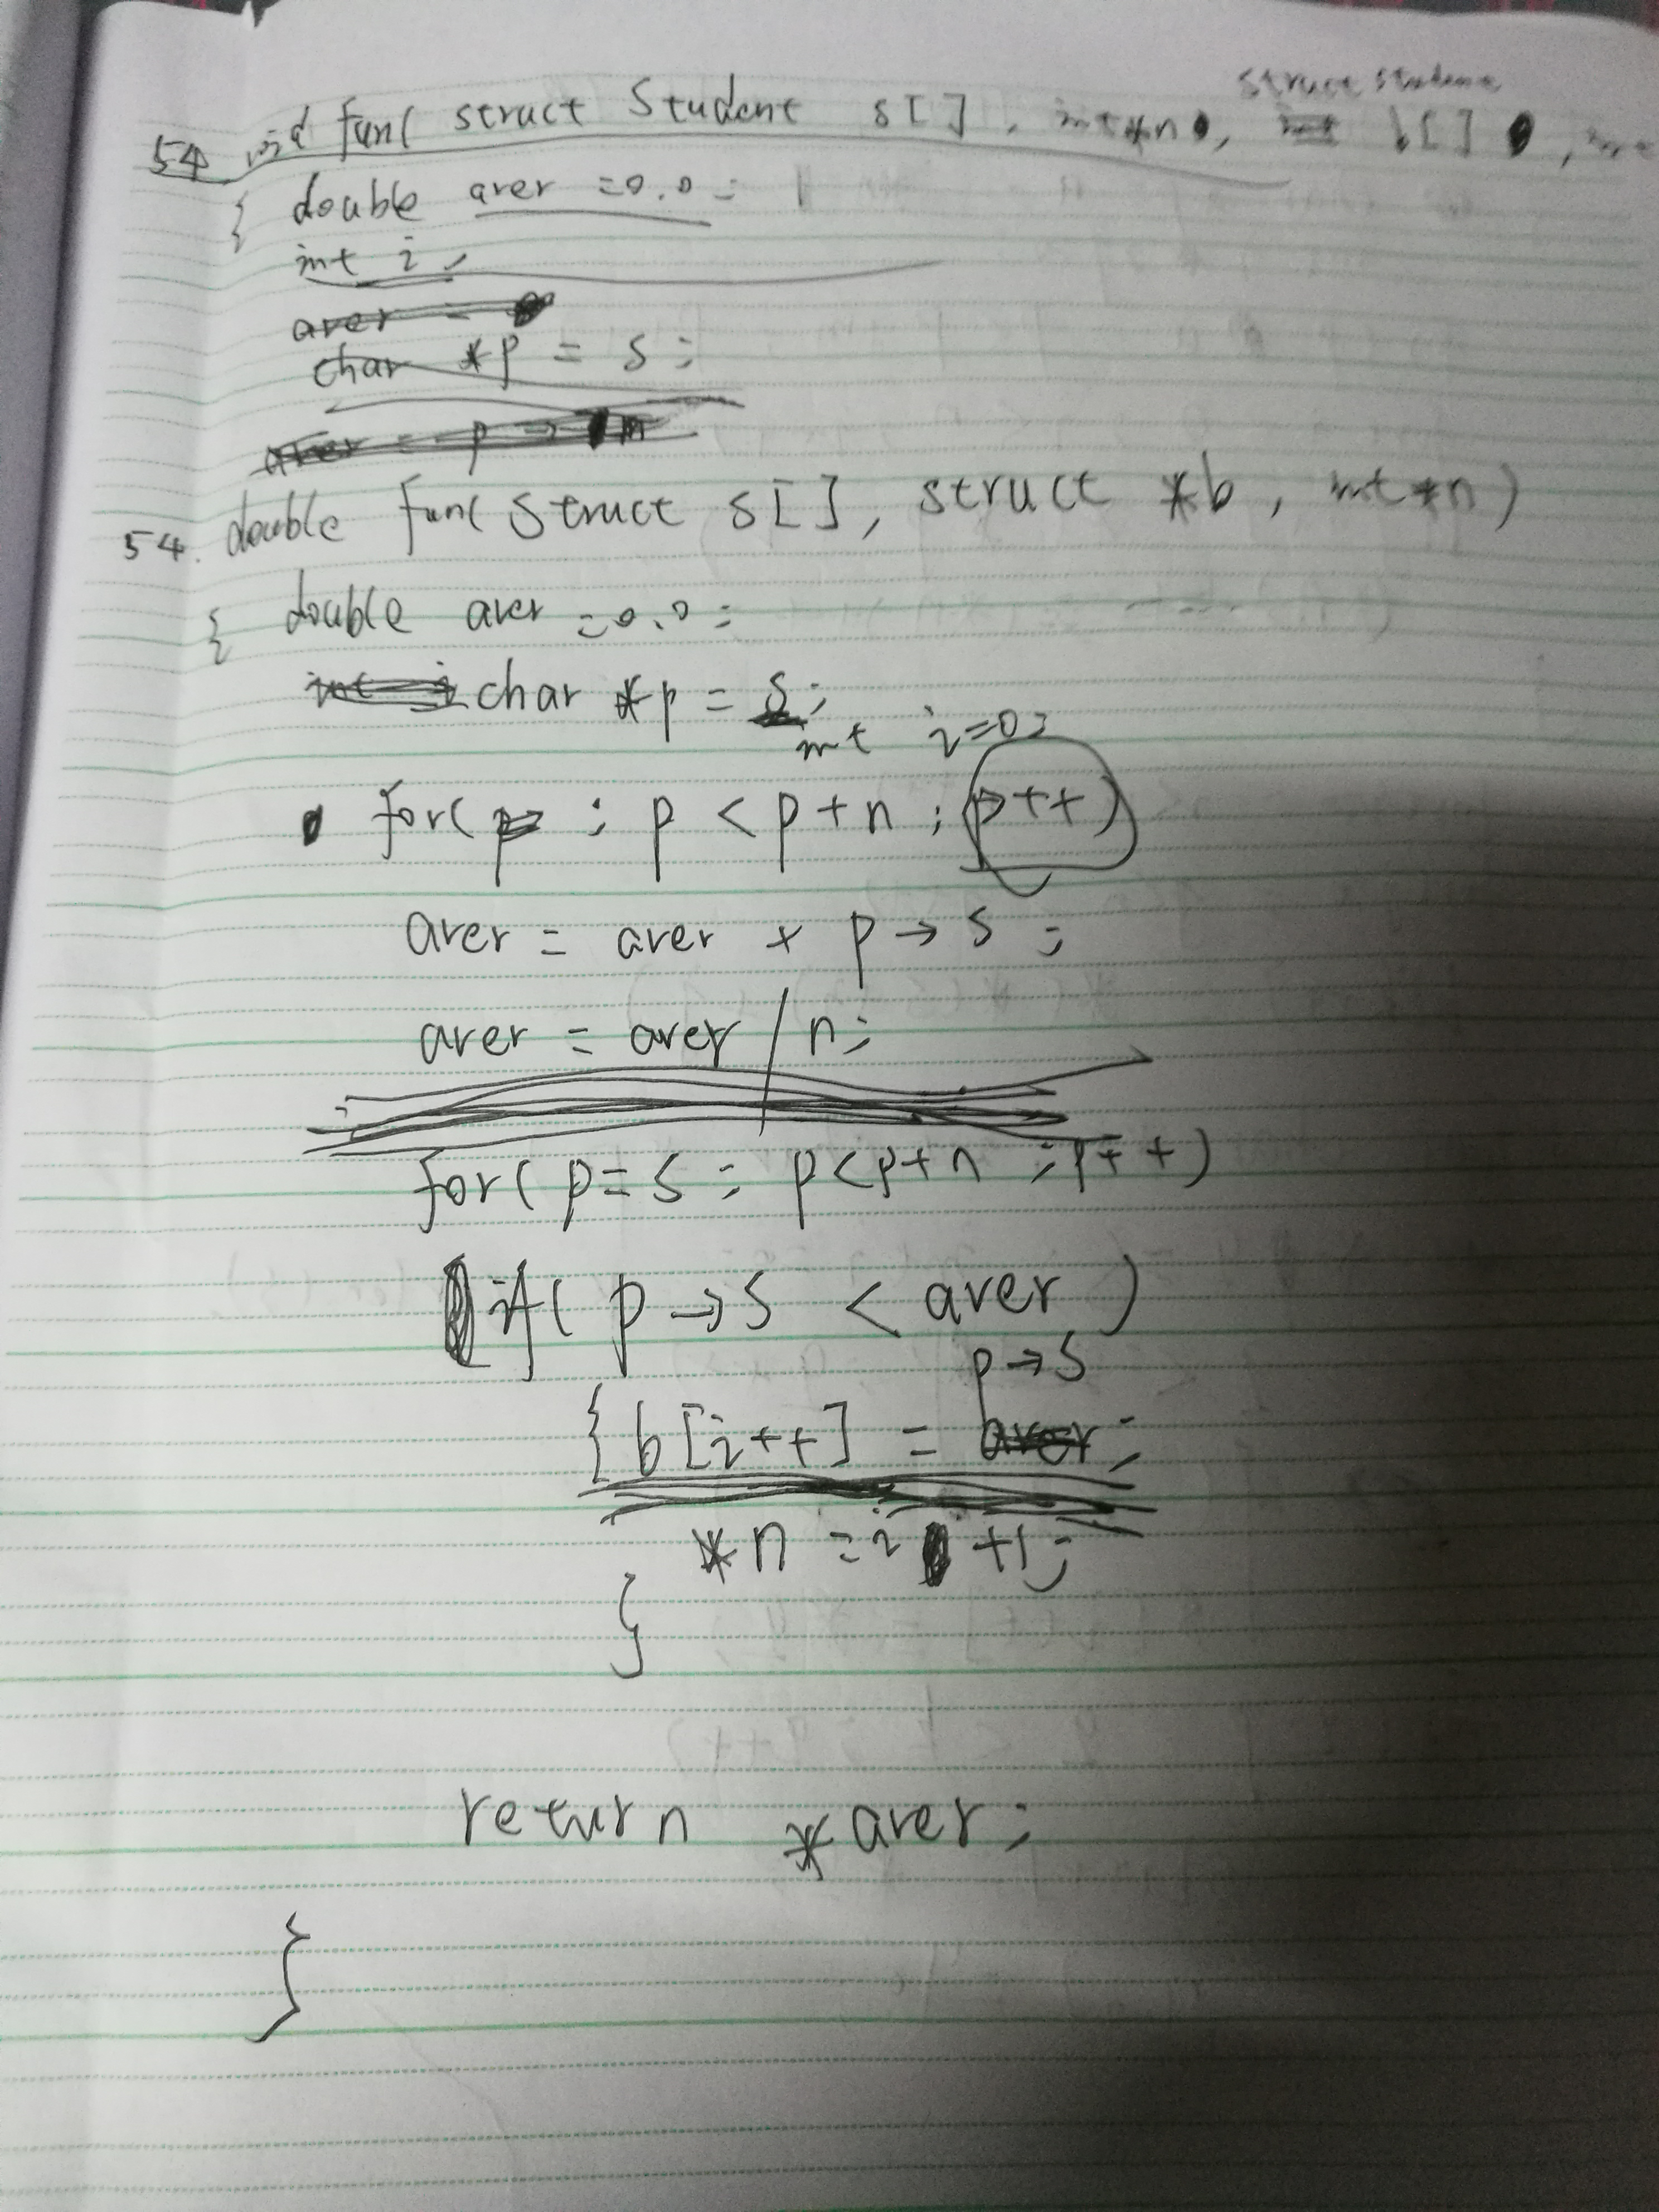 54 void fun( struct Student s[], int*n, struct Student b[] , int
{ double aver =0.0;
int i;
aver =
char *p = s;
aver = p →
54. double fun( struct s[], struct *b, int*n)
{ double aver =0.0;
int i char *p = s;
int i=0;
for( p ; p < p+n ; p++)
aver = aver + p→s ;
aver = aver / n;
for( p=s ; p<p+n ; p++)
if( p→s < aver )
p→s
{ b[i++] = aver;
*n = i +1;
}
return *aver;
}